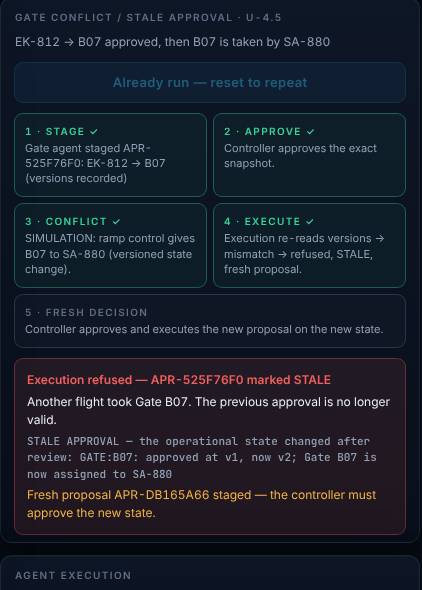 GATE CONFLICT / STALE APPROVAL · U-4.5
EK-812 → B07 approved, then B07 is taken by SA-880
Already run — reset to repeat
1 · STAGE ✓
Gate agent staged APR-
525F76F0: EK-812 → B07
(versions recorded)
2 · APPROVE ✓
Controller approves the exact
snapshot.
3 · CONFLICT ✓
SIMULATION: ramp control gives
B07 to SA-880 (versioned state
change).
4 · EXECUTE ✓
Execution re-reads versions →
mismatch → refused, STALE,
fresh proposal.
5 · FRESH DECISION
Controller approves and executes the new proposal on the new state.
Execution refused — APR-525F76F0 marked STALE
Another flight took Gate B07. The previous approval is no longer
valid.
STALE APPROVAL — the operational state changed after
review: GATE:B07: approved at v1, now v2; Gate B07 is
now assigned to SA-880
Fresh proposal APR-DB165A66 staged — the controller must
approve the new state.
AGENT EXECUTION